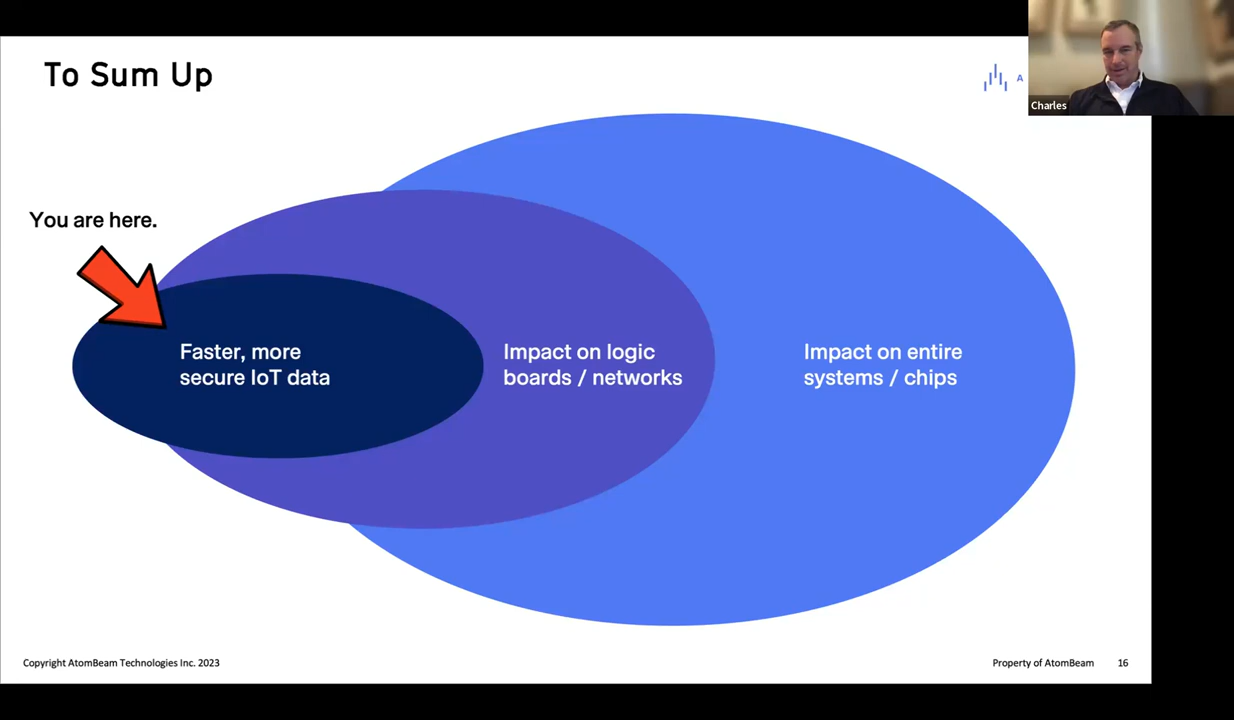 To Sum Up
A
Charles
You are here.
Faster, more
secure IoT data
Impact on logic
boards / networks
Impact on entire
systems / chips
Copyright AtomBeam Technologies Inc. 2023
Property of AtomBeam
16